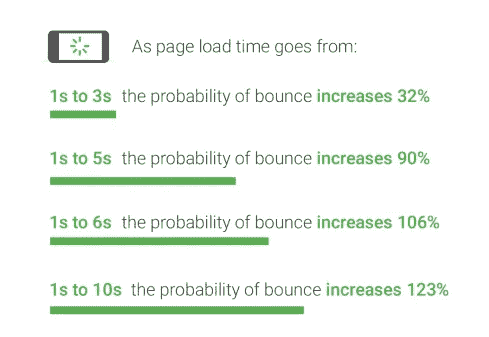 As page load time goes from:
1s to 3s the probability of bounce increases 32%
1s to 5s the probability of bounce increases 90%
1s to 6s the probability of bounce increases 106%
1s to 10s the probability of bounce increases 123%